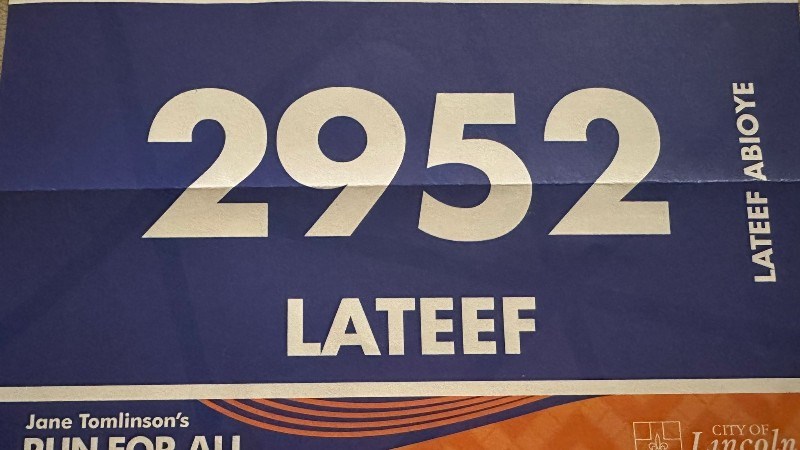 2952
LATEEF ABIOYE
LATEEF
Jane Tomlinson's
RUN FOR ALL
CITY OF
Lincoln